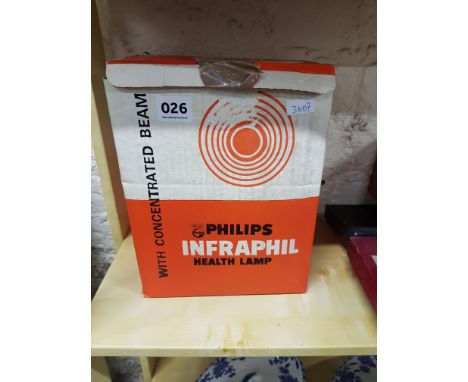 026
3007
WITH CONCENTRATED BEAM
PHILIPS
INFRAPHIL
HEALTH LAMP